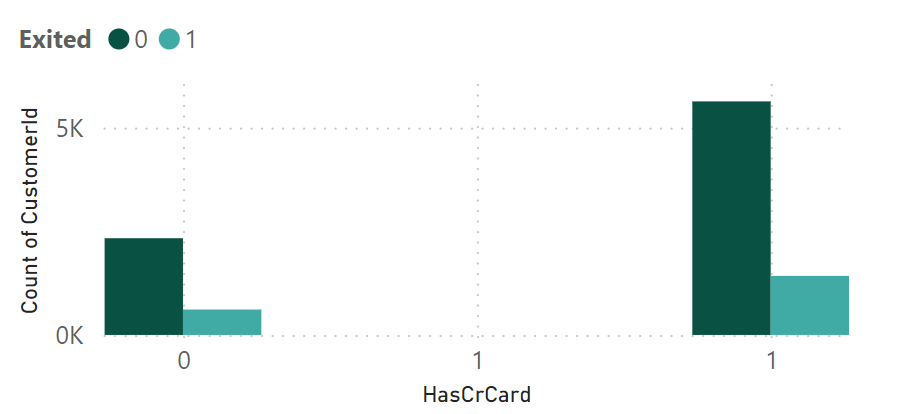 Exited 0 1
Count of CustomerId
5K
0K
0 1 1
HasCrCard